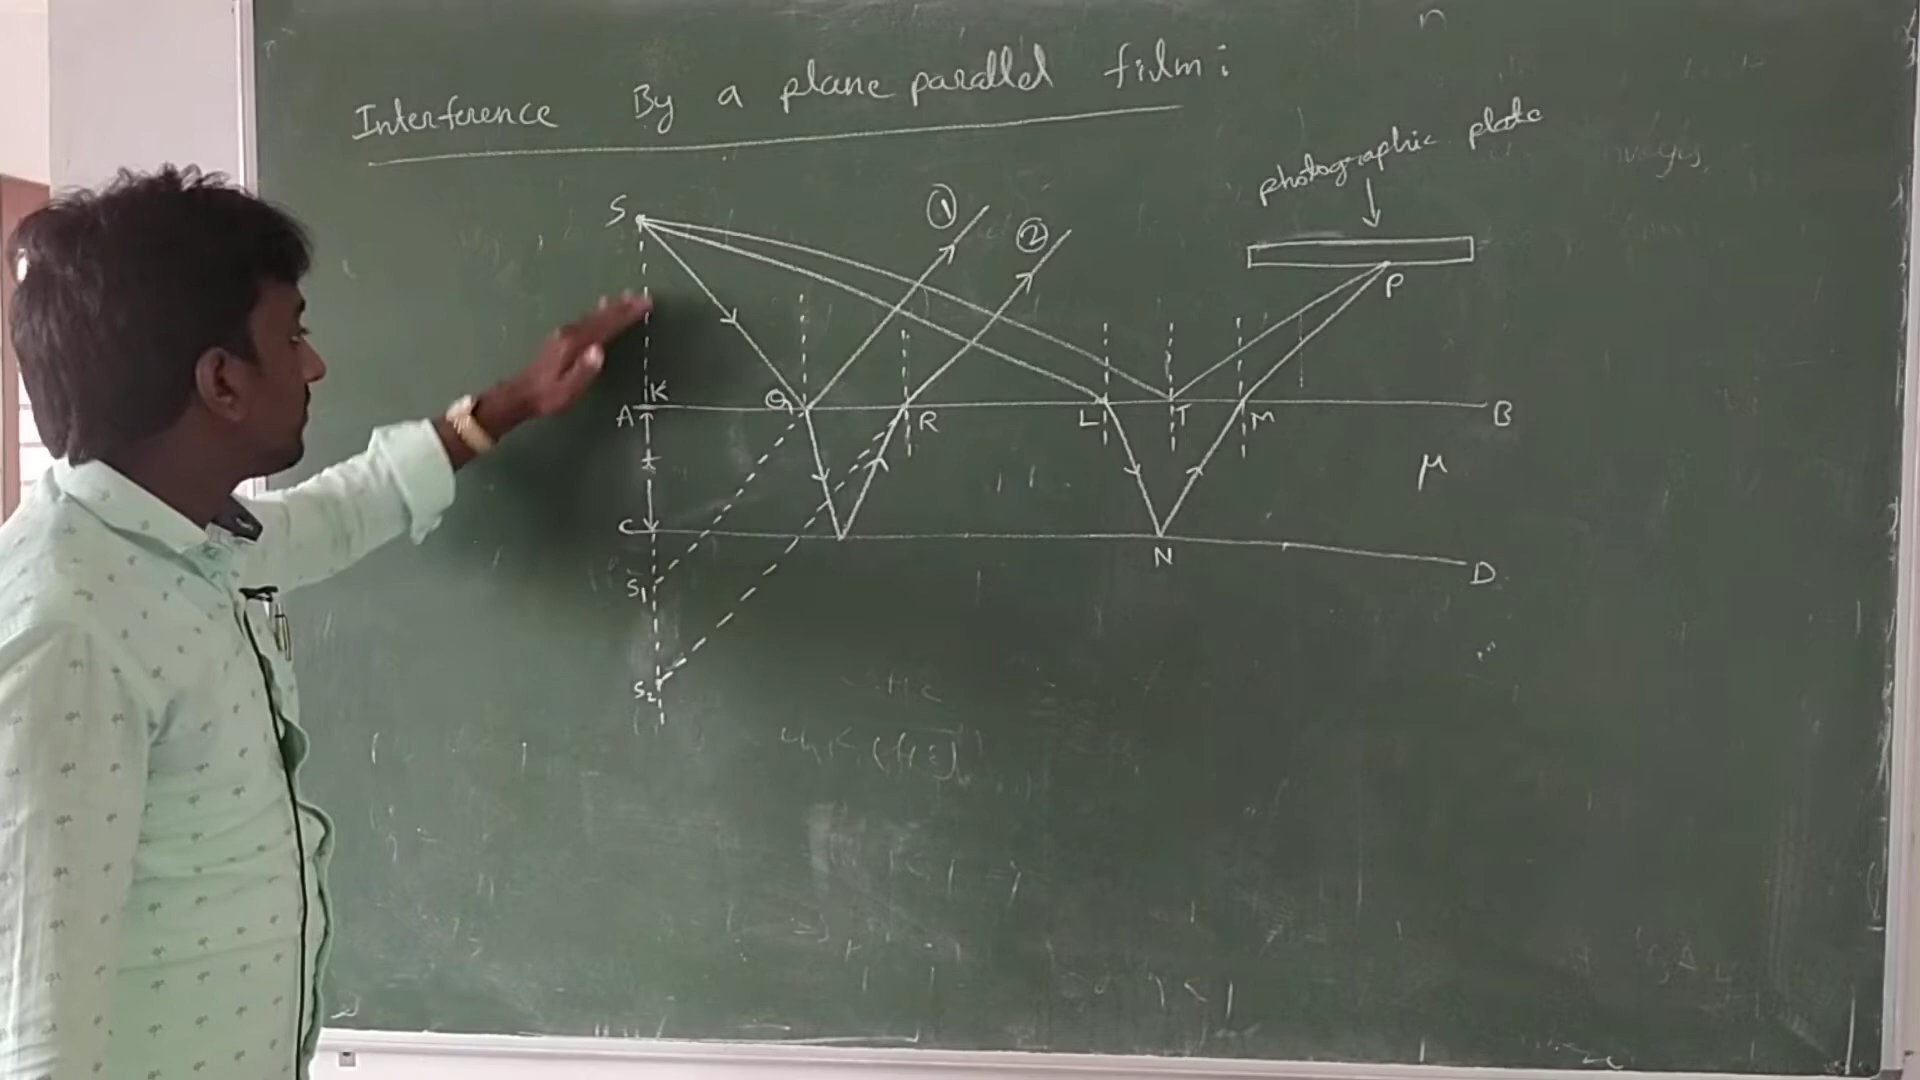 Interference By a plane parallel film:
photographic plate
S
1
2
P
K
A
Q
R
L
T
M
B
t
μ
C
N
D
S₁
S₂